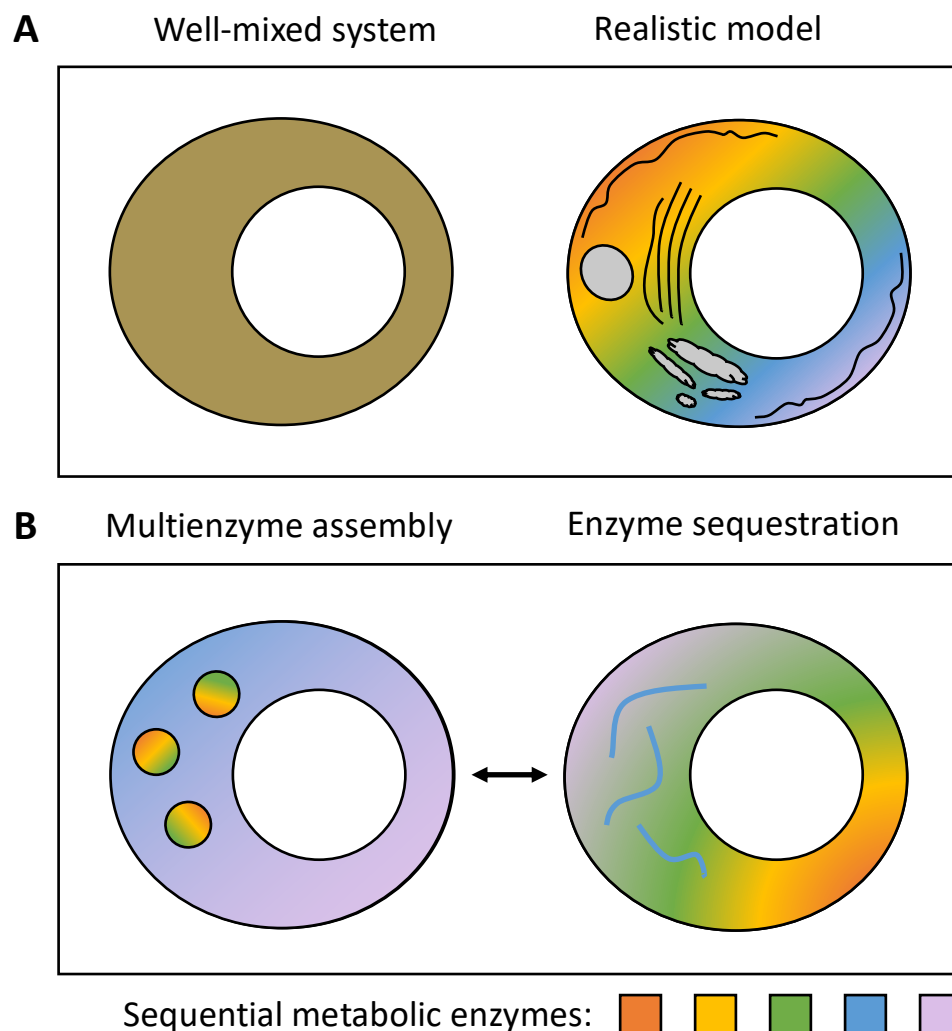 A
Well-mixed system
Realistic model
B
Multienzyme assembly
Enzyme sequestration
Sequential metabolic enzymes: